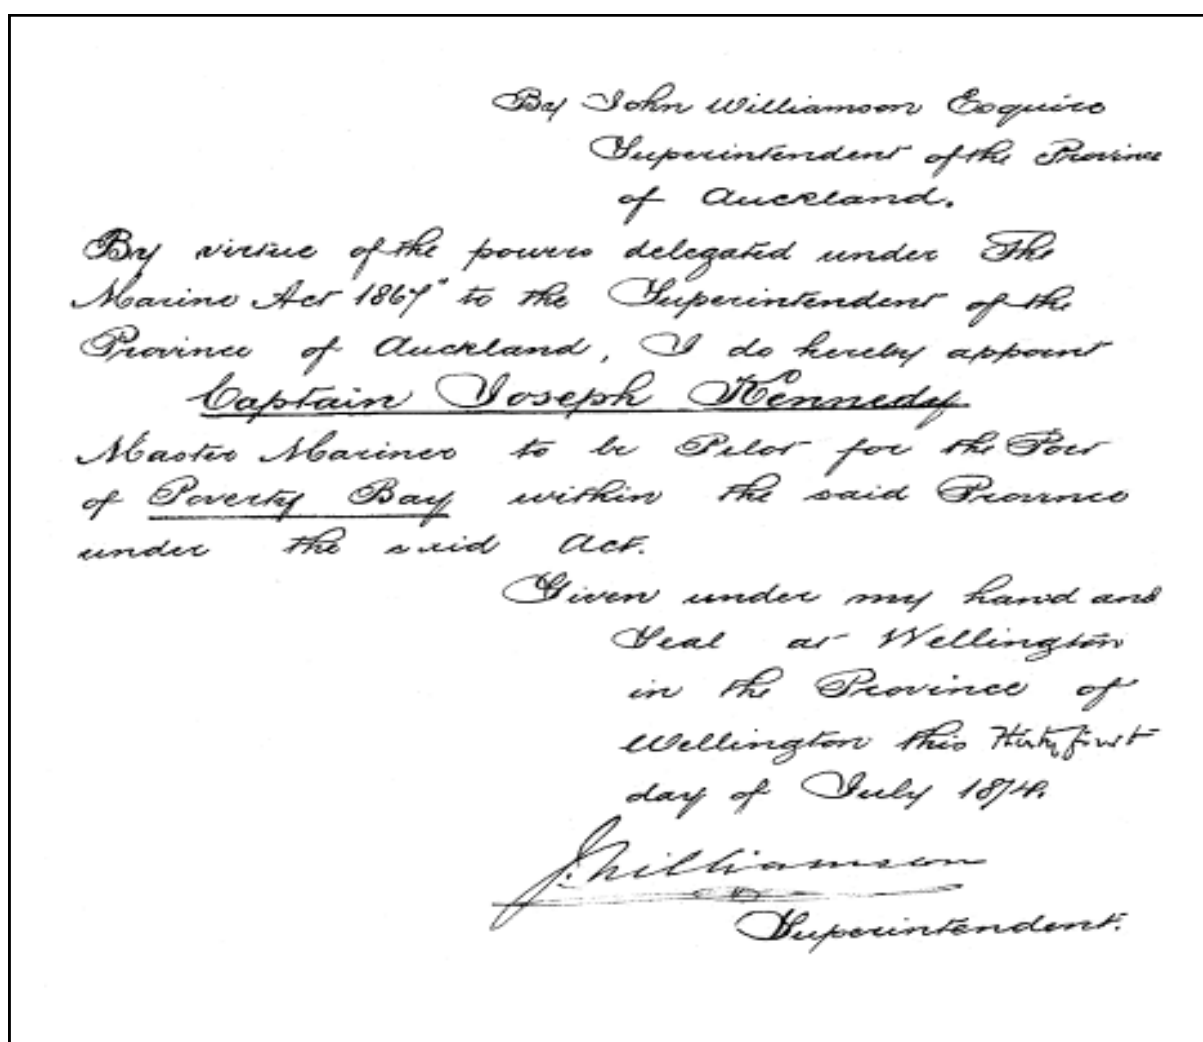 By John Williamson Esquire
Superintendent of the Province
of Auckland.
By virtue of the powers delegated under The
Marine Act 1867" to the Superintendent of the
Province of Auckland, I do hereby appoint
Captain Joseph Kennedy
Master Mariner to be Pilot for the Port
of Poverty Bay within the said Province
under the said Act.
Given under my hand and
Seal at Wellington
in the Province of
Wellington this Thirty first
day of July 1874.
J. Williamson
Superintendent.